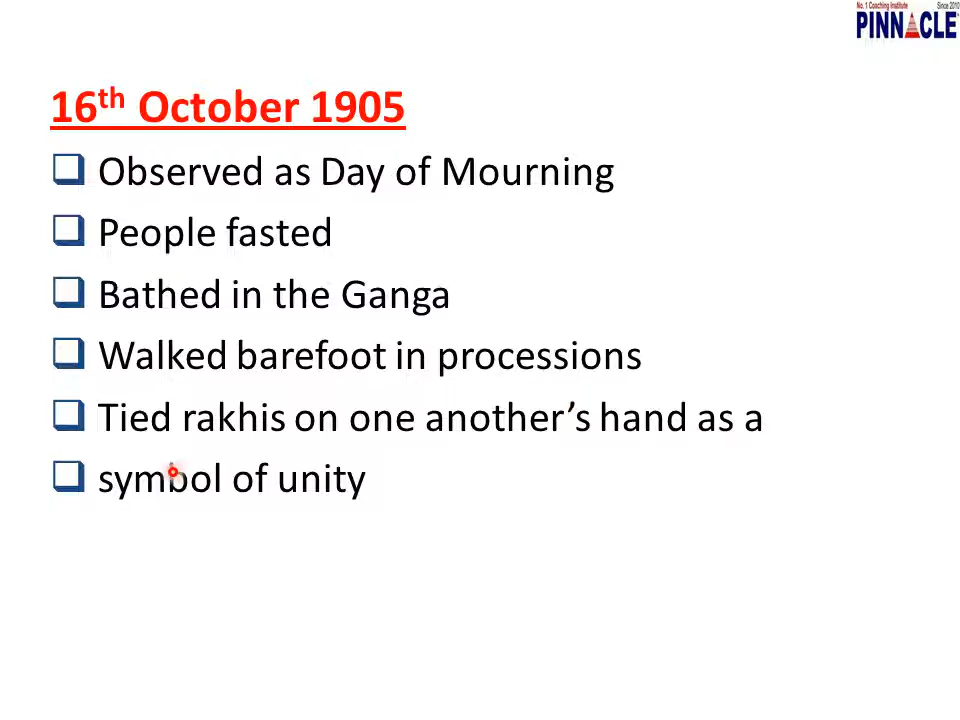 No. 1 Coaching Institute Since 2010
PINNACLE
16th October 1905
Observed as Day of Mourning
People fasted
Bathed in the Ganga
Walked barefoot in processions
Tied rakhis on one another’s hand as a
symbol of unity